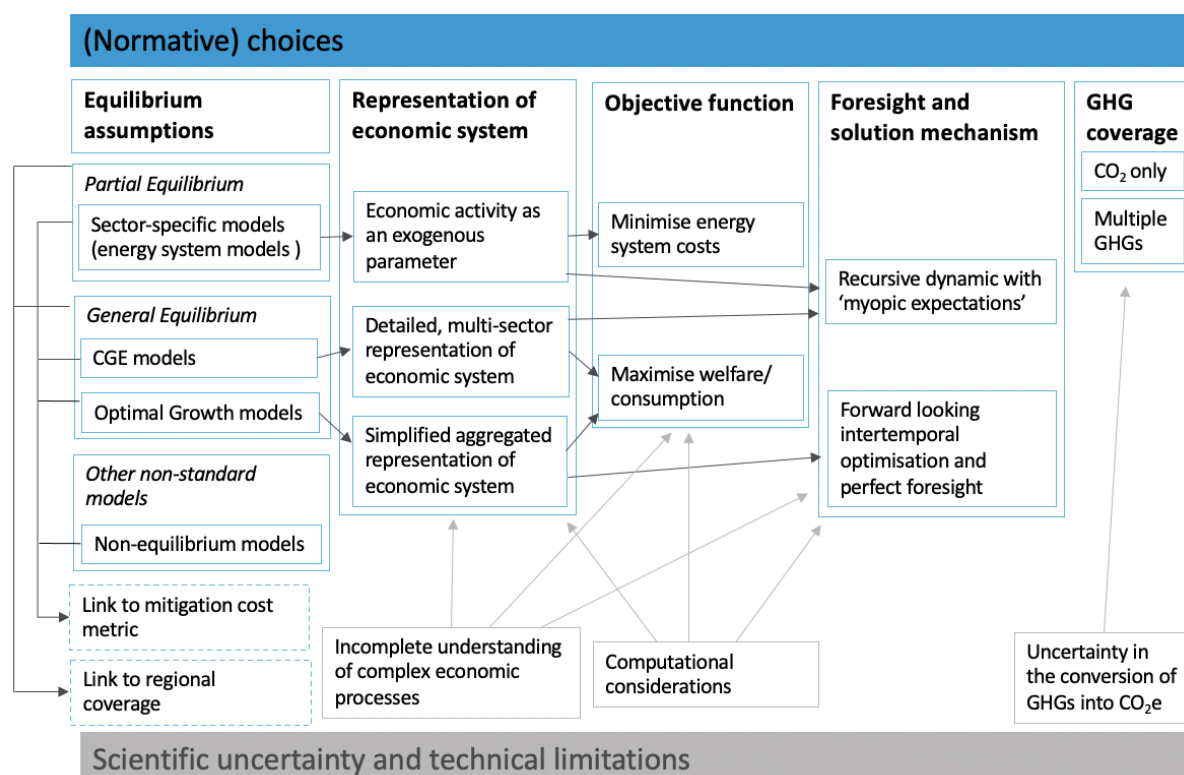 (Normative) choices
Equilibrium
assumptions
Partial Equilibrium
Sector-specific models
(energy system models )
General Equilibrium
CGE models
Optimal Growth models
Other non-standard
models
Non-equilibrium models
Link to mitigation cost
metric
Link to regional
coverage
Representation of
economic system
Economic activity as
an exogenous
parameter
Detailed, multi-sector
representation of
economic system
Simplified aggregated
representation of
economic system
Objective function
Minimise energy
system costs
Maximise welfare/
consumption
Foresight and
solution mechanism
Recursive dynamic with
‘myopic expectations’
Forward looking
intertemporal
optimisation and
perfect foresight
GHG
coverage
CO₂ only
Multiple
GHGs
Incomplete understanding
of complex economic
processes
Computational
considerations
Uncertainty in
the conversion of
GHGs into CO₂e
Scientific uncertainty and technical limitations